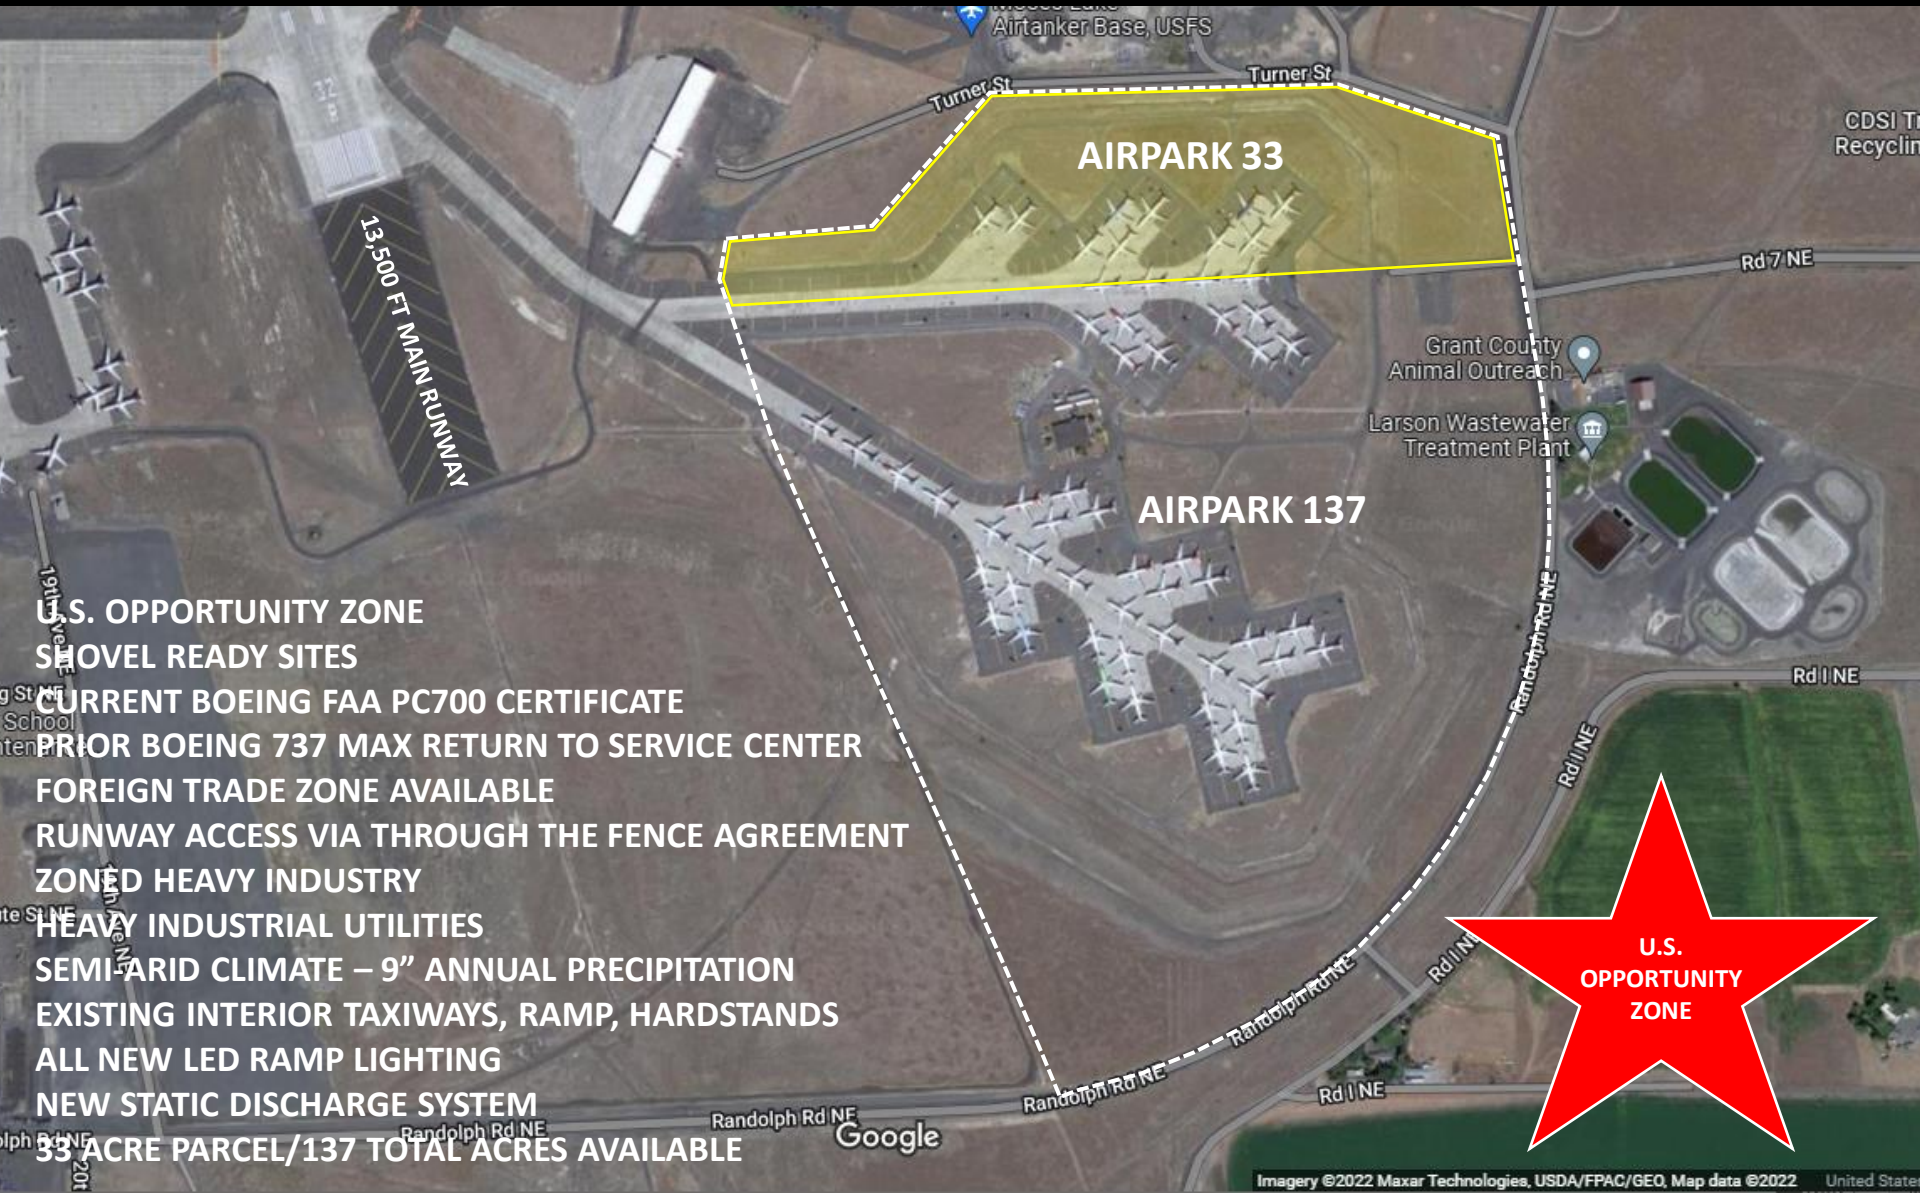 Airtanker Base, USFS
Turner St
Turner St
CDSI
AIRPARK 33
13,500 FT MAIN RUNWAY
Rd 7 NE
Grant County
Animal Outreach
Larson Wastewater
Treatment Plant
AIRPARK 137
Randolph Rd NE
Rd I NE
Rd I NE
U.S. OPPORTUNITY ZONE
SHOVEL READY SITES
CURRENT BOEING FAA PC700 CERTIFICATE
School
PRIOR BOEING 737 MAX RETURN TO SERVICE CENTER
FOREIGN TRADE ZONE AVAILABLE
RUNWAY ACCESS VIA THROUGH THE FENCE AGREEMENT
ZONED HEAVY INDUSTRY
HEAVY INDUSTRIAL UTILITIES
SEMI-ARID CLIMATE – 9” ANNUAL PRECIPITATION
EXISTING INTERIOR TAXIWAYS, RAMP, HARDSTANDS
ALL NEW LED RAMP LIGHTING
NEW STATIC DISCHARGE SYSTEM
33 ACRE PARCEL/137 TOTAL ACRES AVAILABLE
U.S.
OPPORTUNITY
ZONE
Rd I NE
Randolph Rd NE
Randolph Rd NE
Rd I NE
Randolph Rd NE
Randolph Rd NE
Google
Imagery ©2022 Maxar Technologies, USDA/FPAC/GEO, Map data ©2022 United States